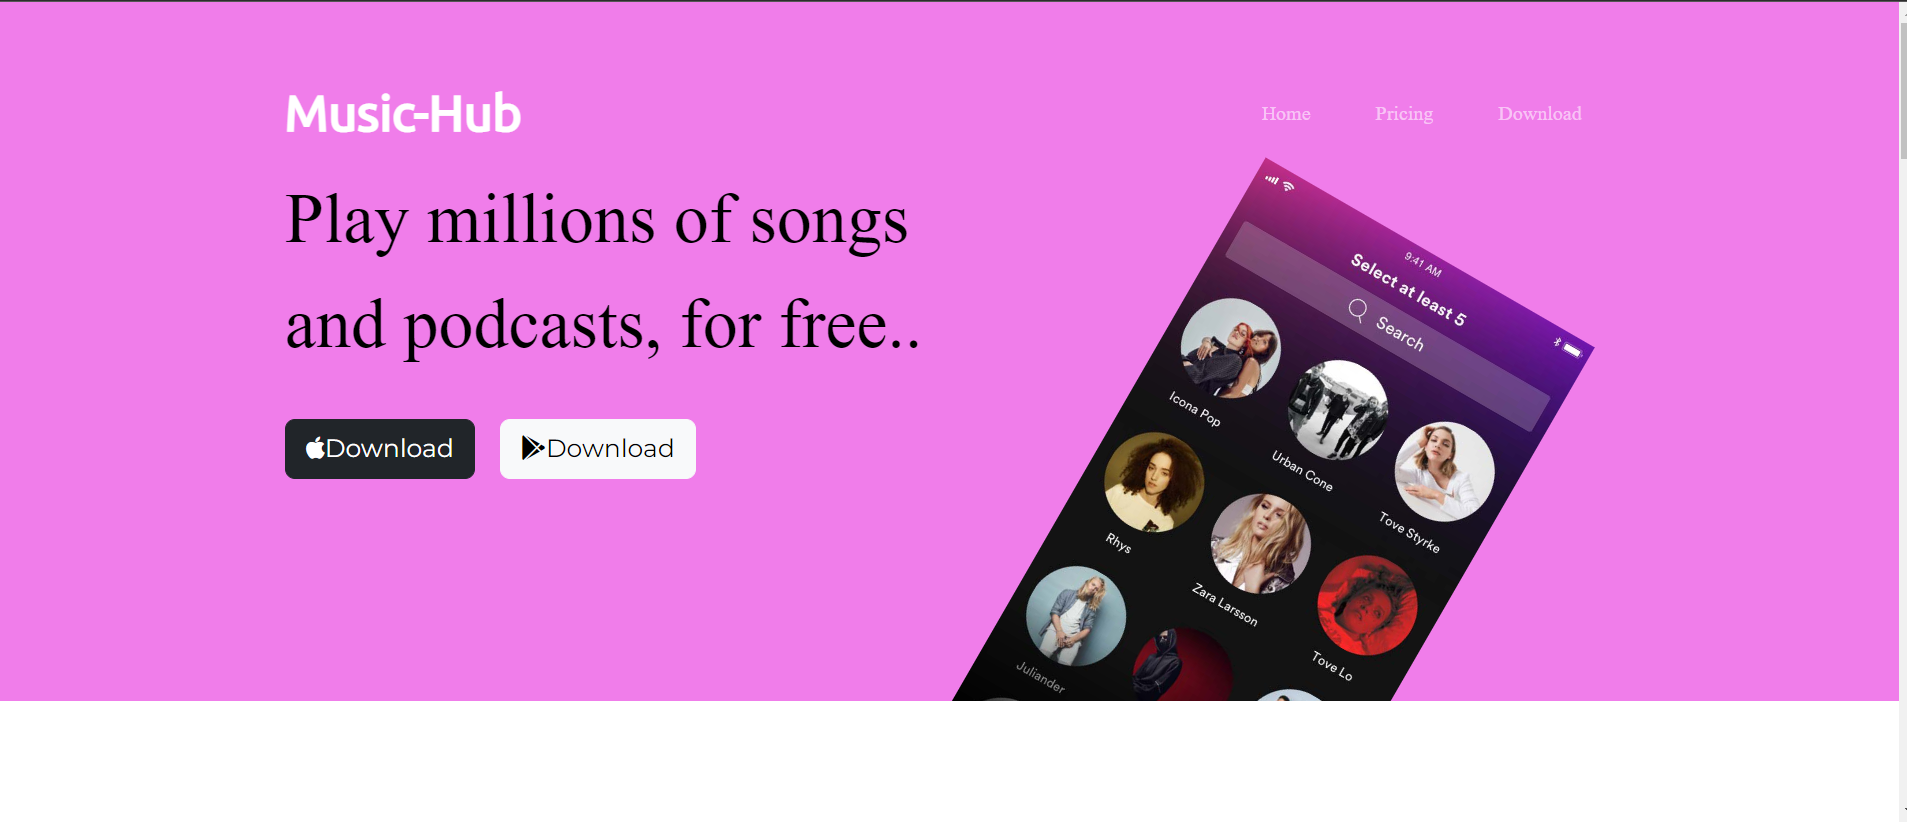 Music-Hub
Home
Pricing
Download
Play millions of songs
and podcasts, for free..
Download
Download
9:41 AM
Select at least 5
Search
Icona Pop
Urban Cone
Tove Styrke
Rhys
Zara Larsson
Tove Lo
Juliander